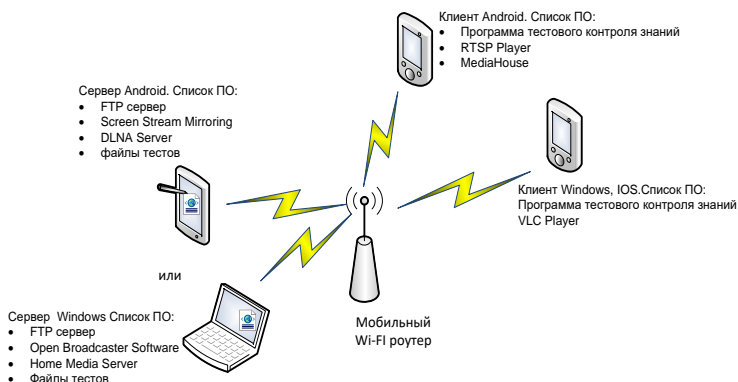 Клиент Android. Список ПО:
• Программа тестового контроля знаний
• RTSP Player
• MediaHouse
Сервер Android. Список ПО:
• FTP сервер
• Screen Stream Mirroring
• DLNA Server
• файлы тестов
Клиент Windows, IOS.Список ПО:
Программа тестового контроля знаний
VLC Player
или
Сервер Windows Список ПО:
• FTP сервер
• Open Broadcaster Software
• Home Media Server
• Файлы тестов
Мобильный
Wi-FI роутер